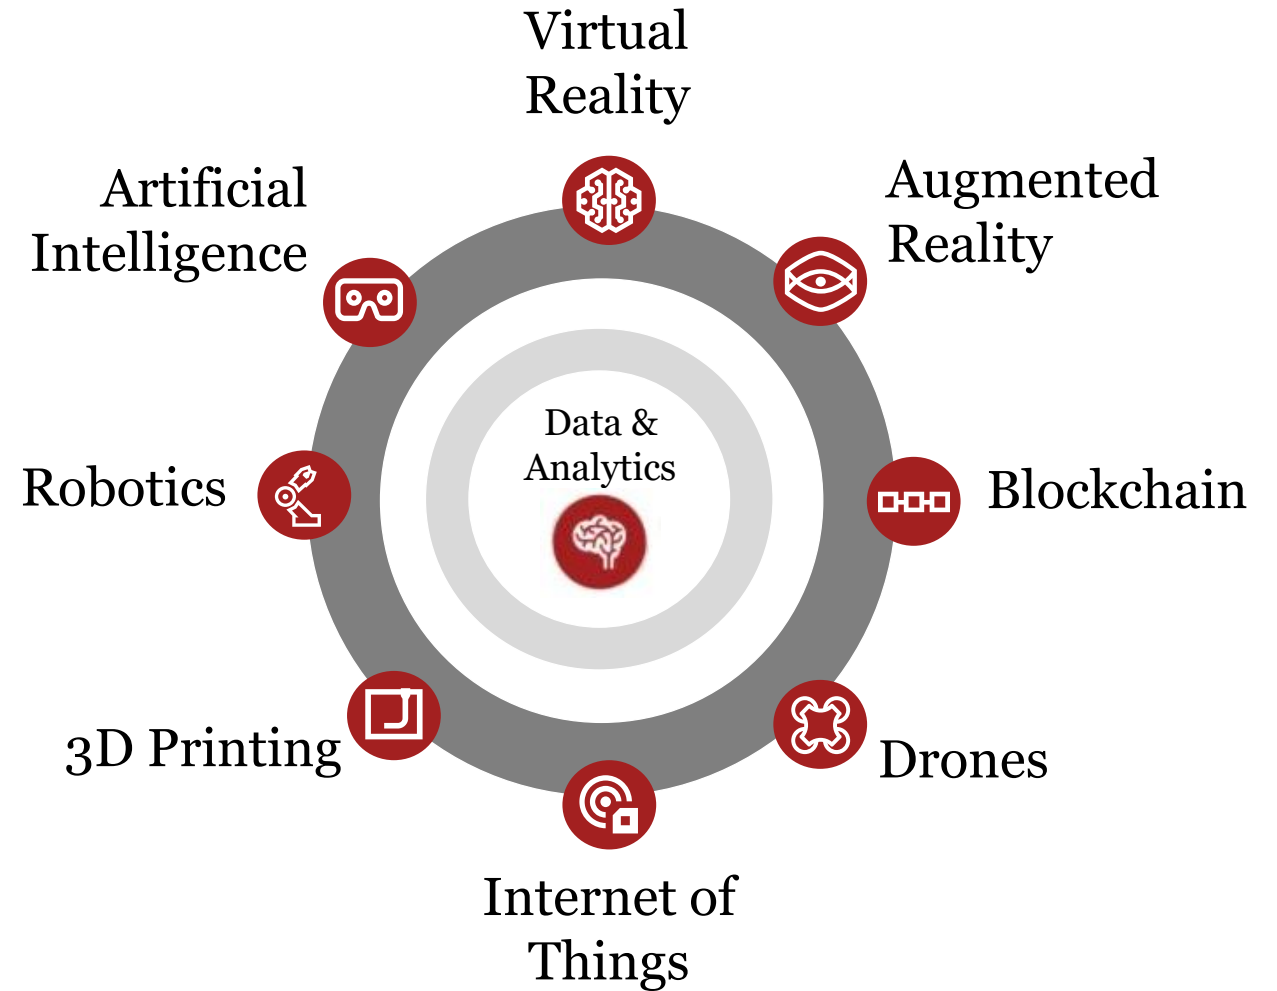 Virtual
Reality
Artificial
Intelligence
Augmented
Reality
Data &
Analytics
Robotics
Blockchain
3D Printing
Drones
Internet of
Things